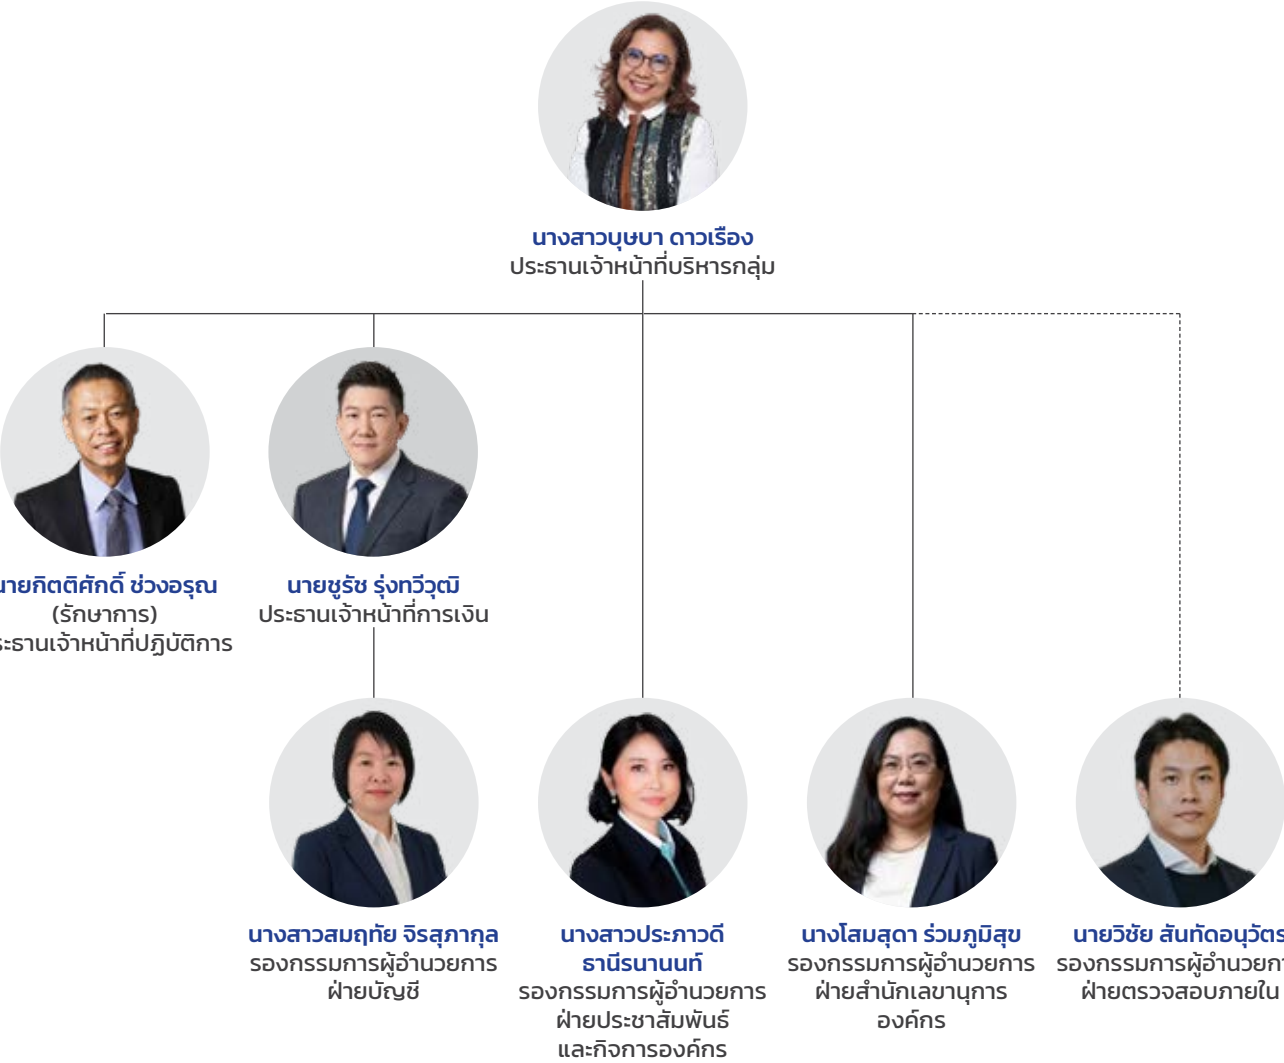 นางสาวบุษบา ดาวเรือง
ประธานเจ้าหน้าที่บริหารกลุ่ม
นายกิตติศักดิ์ ช่วงอรุณ
(รักษาการ)
ประธานเจ้าหน้าที่ปฏิบัติการ
นายชูรัช รุ่งทวีวุฒิ
ประธานเจ้าหน้าที่การเงิน
นางสาวสมฤทัย จิรสุภากุล
รองกรรมการผู้อำนวยการ
ฝ่ายบัญชี
นางสาวประภาวดี
ธานีรนานนท์
รองกรรมการผู้อำนวยการ
ฝ่ายประชาสัมพันธ์
และกิจการองค์กร
นางโสมสุดา ร่วมภูมิสุข
รองกรรมการผู้อำนวยการ
ฝ่ายสำนักเลขานุการ
องค์กร
นายวิชัย สันทัดอนุวัตร
รองกรรมการผู้อำนวยการ
ฝ่ายตรวจสอบภายใน